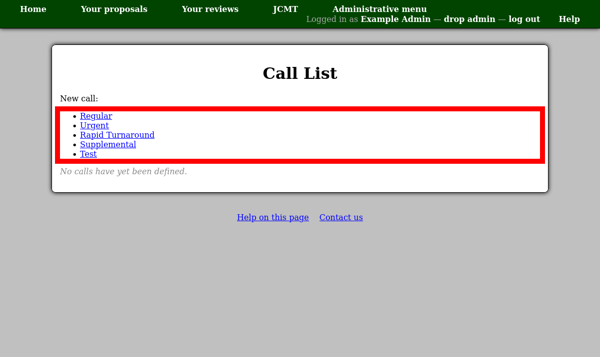 Home Your proposals Your reviews JCMT Administrative menu
Logged in as Example Admin — drop admin — log out Help
Call List
New call:
• Regular
• Urgent
• Rapid Turnaround
• Supplemental
• Test
No calls have yet been defined.
Help on this page Contact us